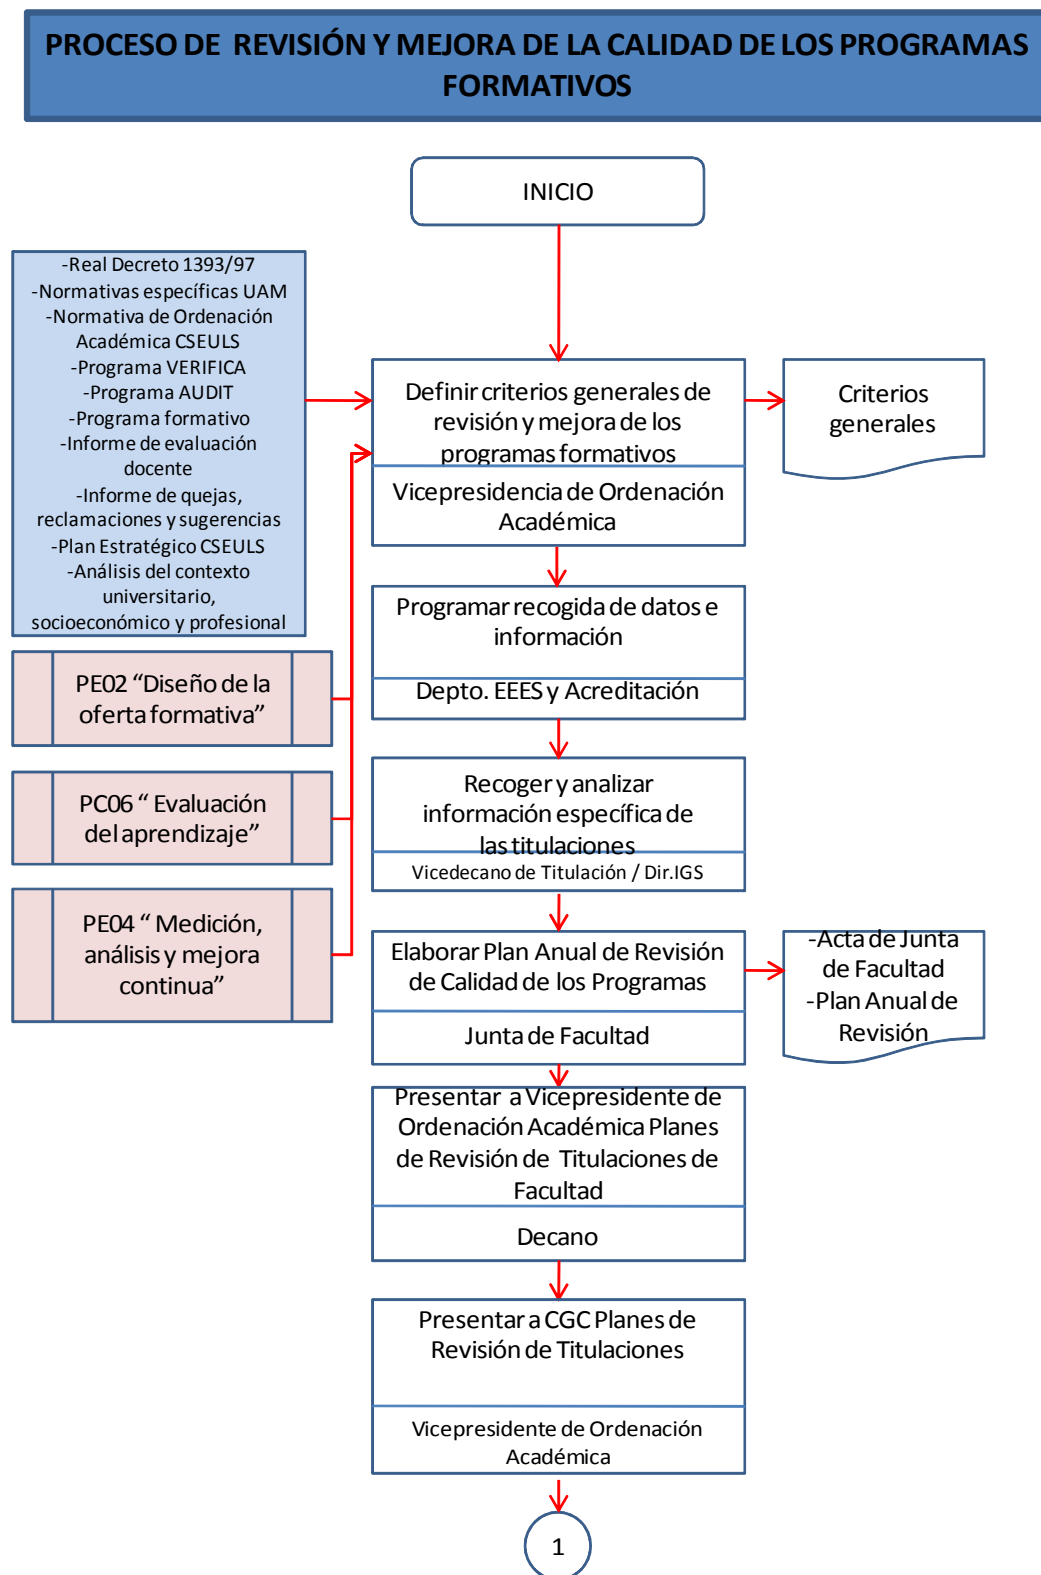 PROCESO DE REVISIÓN Y MEJORA DE LA CALIDAD DE LOS PROGRAMAS
FORMATIVOS
INICIO
-Real Decreto 1393/97
-Normativas específicas UAM
-Normativa de Ordenación
Académica CSEULS
-Programa VERIFICA
-Programa AUDIT
-Programa formativo
-Informe de evaluación
docente
-Informe de quejas,
reclamaciones y sugerencias
-Plan Estratégico CSEULS
-Análisis del contexto
universitario,
socioeconómico y profesional
Definir criterios generales de
revisión y mejora de los
programas formativos
Vicepresidencia de Ordenación
Académica
Criterios
generales
Programar recogida de datos e
información
Depto. EEES y Acreditación
PE02 “Diseño de la
oferta formativa”
Recoger y analizar
información específica de
las titulaciones
Vicedecano de Titulación / Dir.IGS
PC06 “ Evaluación
del aprendizaje”
PE04 “ Medición,
análisis y mejora
continua”
Elaborar Plan Anual de Revisión
de Calidad de los Programas
Junta de Facultad
-Acta de Junta
de Facultad
-Plan Anual de
Revisión
Presentar a Vicepresidente de
Ordenación Académica Planes
de Revisión de Titulaciones de
Facultad
Decano
Presentar a CGC Planes de
Revisión de Titulaciones
Vicepresidente de Ordenación
Académica
1